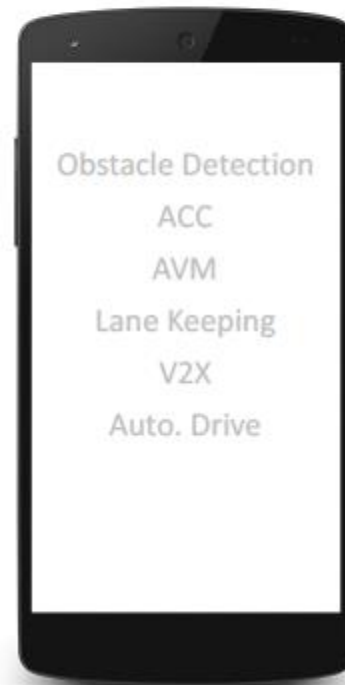 Obstacle Detection
ACC
AVM
Lane Keeping
V2X
Auto. Drive